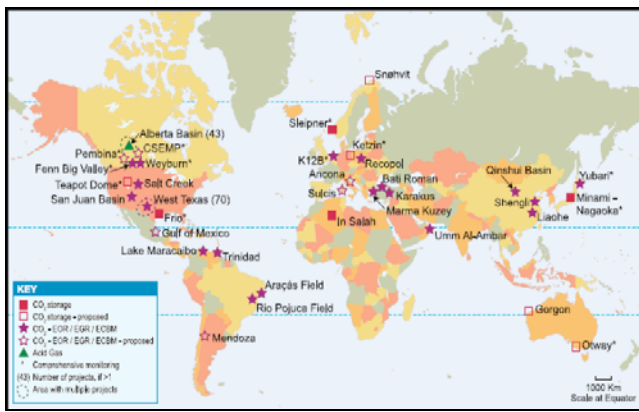 Snøhvit*
Sleipner*
Alberta Basin (43)
Ketzin*
CSEMP*
Pembina*
K12B*
Recopol
Fenn Big Valley*
Weyburn*
Qinshui Basin
Yubari*
Ancona
Bati Roman
Teapot Dome*
Salt Creek
Sulcis
Karakus
Shengli
Minami –
Nagaoka*
San Juan Basin
West Texas (70)
Marma Kuzey
Liaohe
Frio*
In Salah
Gulf of Mexico
Umm Al-Ambar
Lake Maracaibo
Trinidad
Araçás Field
Rio Pojuca Field
Gorgon
Mendoza
Otway*
KEY
CO₂ storage
CO₂ storage – proposed
CO₂ – EOR / EGR / ECBM
CO₂ – EOR / EGR / ECBM – proposed
Acid Gas
* Comprehensive monitoring
(43) Number of projects, if >1
Area with multiple projects
1000 Km
Scale at Equator